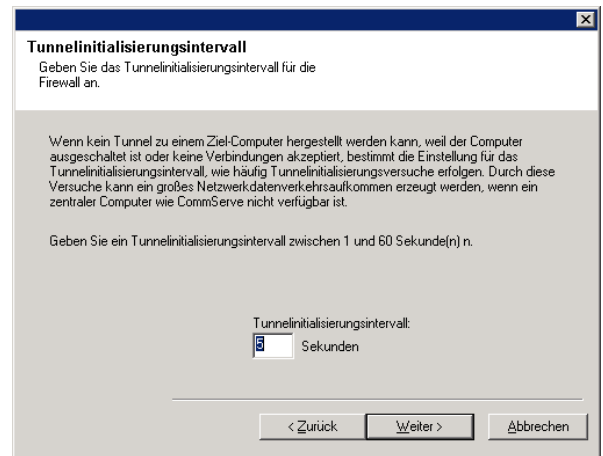 Tunnelinitialisierungsintervall
Geben Sie das Tunnelinitialisierungsintervall für die
Firewall an.
Wenn kein Tunnel zu einem Ziel-Computer hergestellt werden kann, weil der Computer
ausgeschaltet ist oder keine Verbindungen akzeptiert, bestimmt die Einstellung für das
Tunnelinitialisierungsintervall, wie häufig Tunnelinitialisierungsversuche erfolgen. Durch diese
Versuche kann ein großes Netzwerkdatenverkehrsaufkommen erzeugt werden, wenn ein
zentraler Computer wie CommServe nicht verfügbar ist.
Geben Sie ein Tunnelinitialisierungsintervall zwischen 1 und 60 Sekunde(n) n.
Tunnelinitialisierungsintervall:
5 Sekunden
< Zurück Weiter > Abbrechen